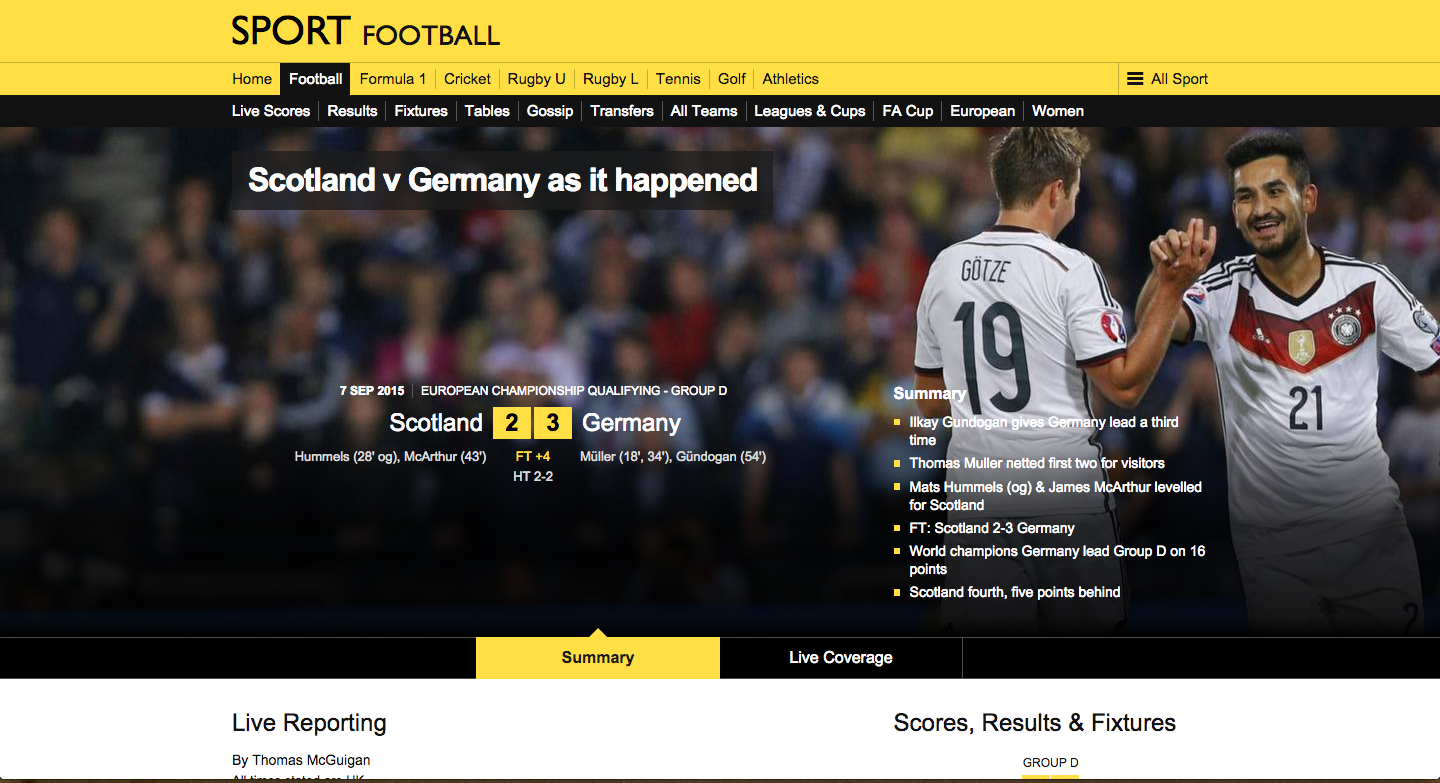 SPORT FOOTBALL
Home Football Formula 1 Cricket Rugby U Rugby L Tennis Golf Athletics All Sport
Live Scores Results Fixtures Tables Gossip Transfers All Teams Leagues & Cups FA Cup European Women
Scotland v Germany as it happened
GÖTZE
19
21
7 SEP 2015 EUROPEAN CHAMPIONSHIP QUALIFYING - GROUP D
Scotland 2 3 Germany
Hummels (28' og), McArthur (43') FT +4 Müller (18', 34'), Gündogan (54')
HT 2-2
Summary
Ilkay Gundogan gives Germany lead a third
time
Thomas Muller netted first two for visitors
Mats Hummels (og) & James McArthur levelled
for Scotland
FT: Scotland 2-3 Germany
World champions Germany lead Group D on 16
points
Scotland fourth, five points behind
2
Summary Live Coverage
Live Reporting
By Thomas McGuigan
All times stated are UK
Scores, Results & Fixtures
GROUP D